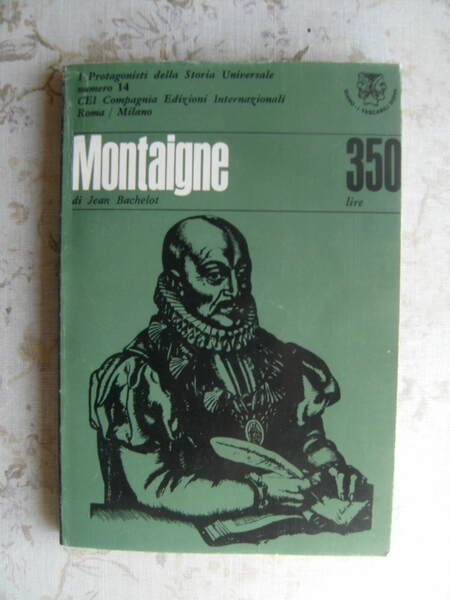 I Protagonisti della Storia Universale
numero 14
CEI Compagnia Edizioni Internazionali
Roma / Milano
Montaigne
350
di Jean Bachelot
lire